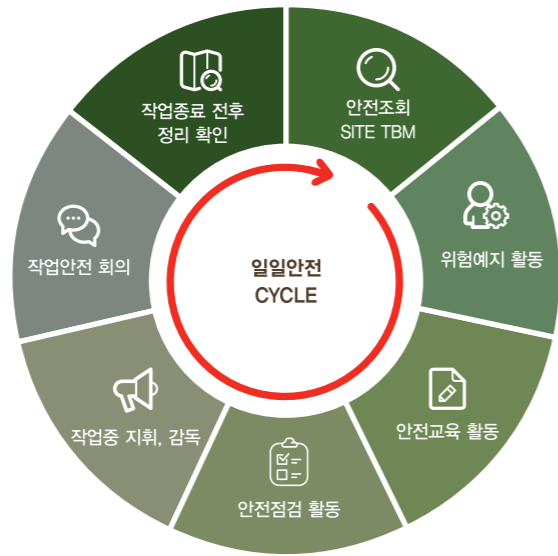 안전조회
SITE TBM
위험예지 활동
안전교육 활동
안전점검 활동
작업중 지휘, 감독
작업안전 회의
작업종료 전후
정리 확인
일일안전
CYCLE